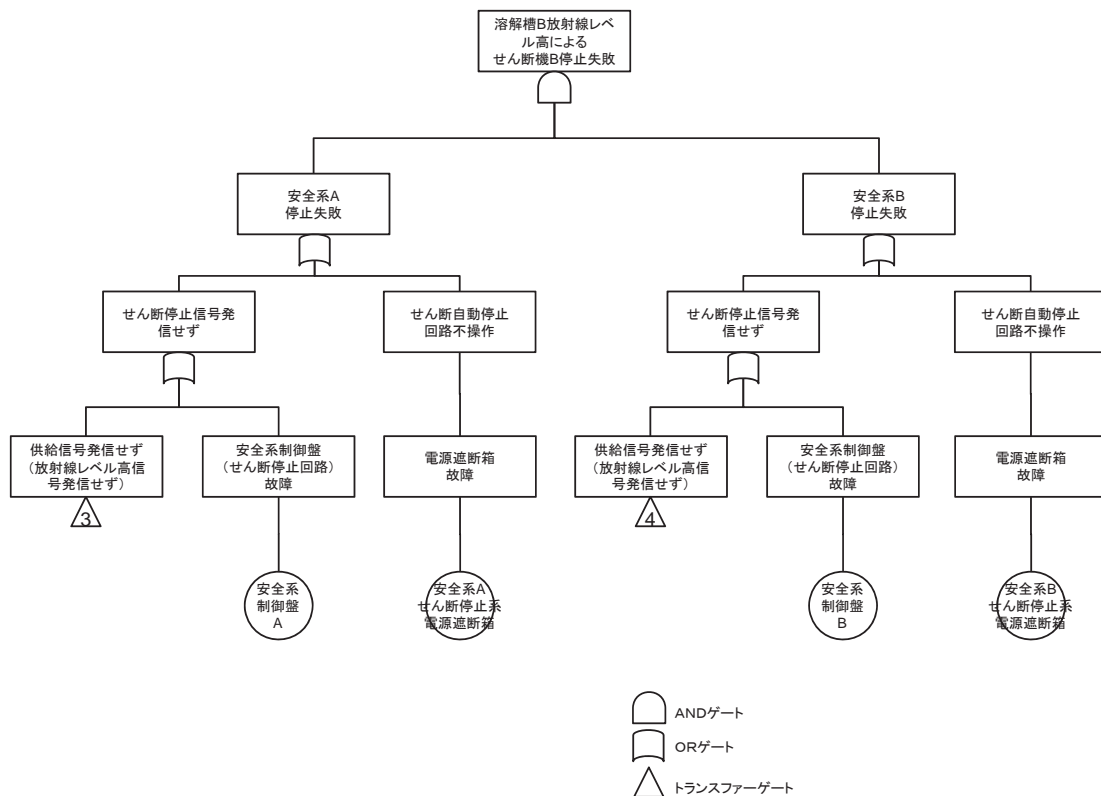 溶解槽B放射線レベ
ル高による
せん断機B停止失敗
安全系A
停止失敗
安全系B
停止失敗
せん断停止信号発
信せず
せん断自動停止
回路不操作
せん断停止信号発
信せず
せん断自動停止
回路不操作
供給信号発信せず
（放射線レベル高信
号発信せず）
安全系制御盤
（せん断停止回路）
故障
電源遮断箱
故障
供給信号発信せず
（放射線レベル高信
号発信せず）
安全系制御盤
（せん断停止回路）
故障
電源遮断箱
故障
3
4
安全系
制御盤
A
安全系A
せん断停止系
電源遮断箱
安全系
制御盤
B
安全系B
せん断停止系
電源遮断箱
ANDゲート
ORゲート
トランスファーゲート